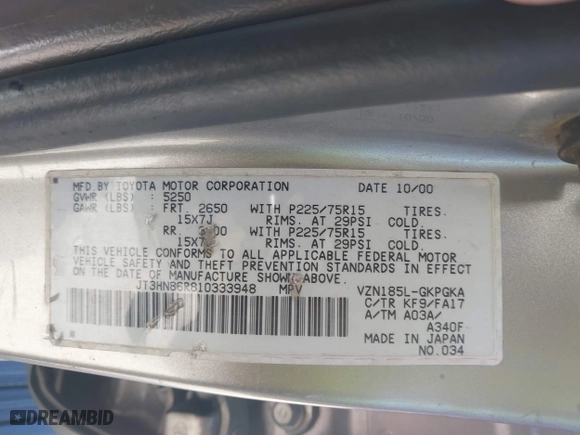 MFD.BY TOYOTA MOTOR CORPORATION DATE 10/00
GVWR (LBS) : 5250
GAWR (LBS) : FRT. 2650 WITH P225/75R15 TIRES.
15X7J RIMS. AT 29PSI COLD.
RR. WITH P225/75R15 TIRES.
15X7 RIMS. AT 29PSI COLD.
THIS VEHICLE CONFORMS TO ALL APPLICABLE FEDERAL MOTOR
VEHICLE SAFETY AND THEFT PREVENTION STANDARDS IN EFFECT
ON THE DATE OF MANUFACTURE SHOWN ABOVE.
JT3HN86R810333948 MPV VZN185L-GKPGKA
C/TR KF9/FA17
A/TM A03A/
A340F
MADE IN JAPAN
NO.034
DREAMBID